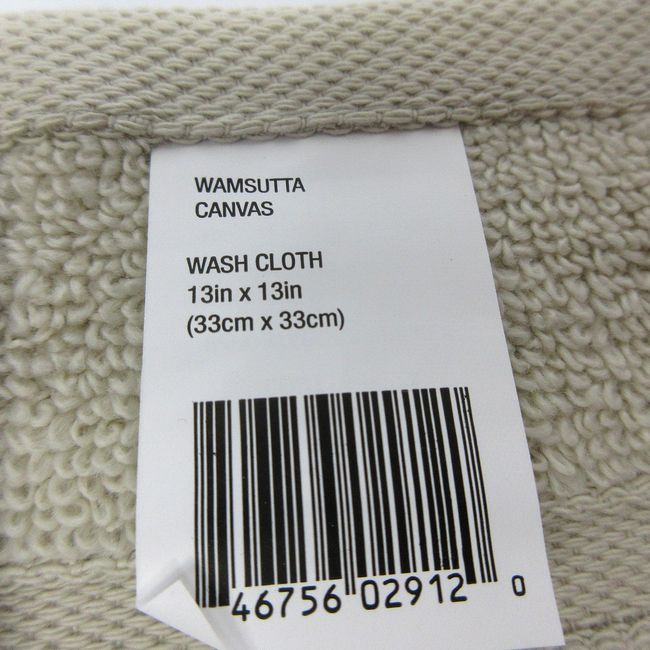 WAMSUTTA
CANVAS
WASH CLOTH
13in x 13in
(33cm x 33cm)
46756 02912 0